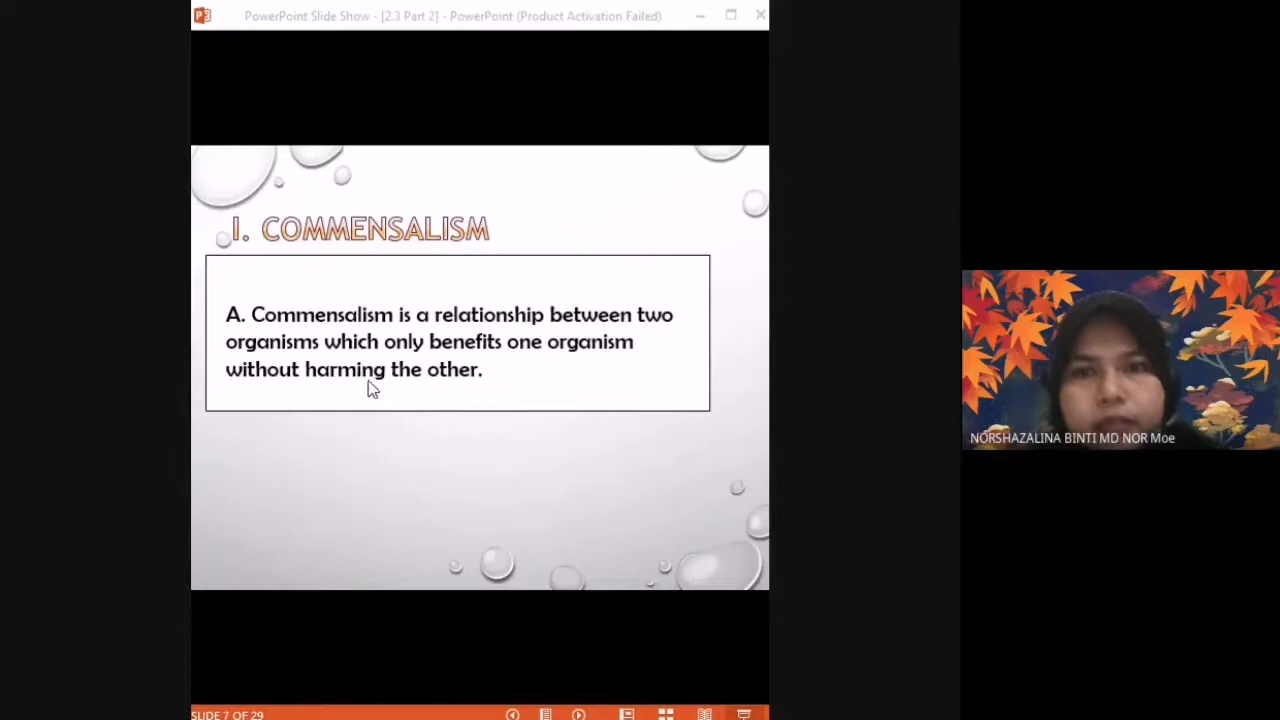 PowerPoint Slide Show - [2.3 Part 2] - PowerPoint (Product Activation Failed)
I. COMMENSALISM
A. Commensalism is a relationship between two
organisms which only benefits one organism
without harming the other.
NORSHAZALINA BINTI MD NOR Moe
SLIDE 7 OF 29